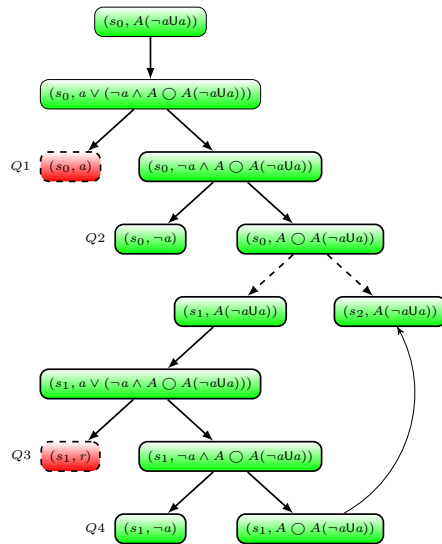 (s₀, A(¬aUa))
(s₀, a ∨ (¬a ∧ A ◯ A(¬aUa)))
Q1 (s₀, a) (s₀, ¬a ∧ A ◯ A(¬aUa))
Q2 (s₀, ¬a) (s₀, A ◯ A(¬aUa))
(s₁, A(¬aUa)) (s₂, A(¬aUa))
(s₁, a ∨ (¬a ∧ A ◯ A(¬aUa)))
Q3 (s₁, r) (s₁, ¬a ∧ A ◯ A(¬aUa))
Q4 (s₁, ¬a) (s₁, A ◯ A(¬aUa))